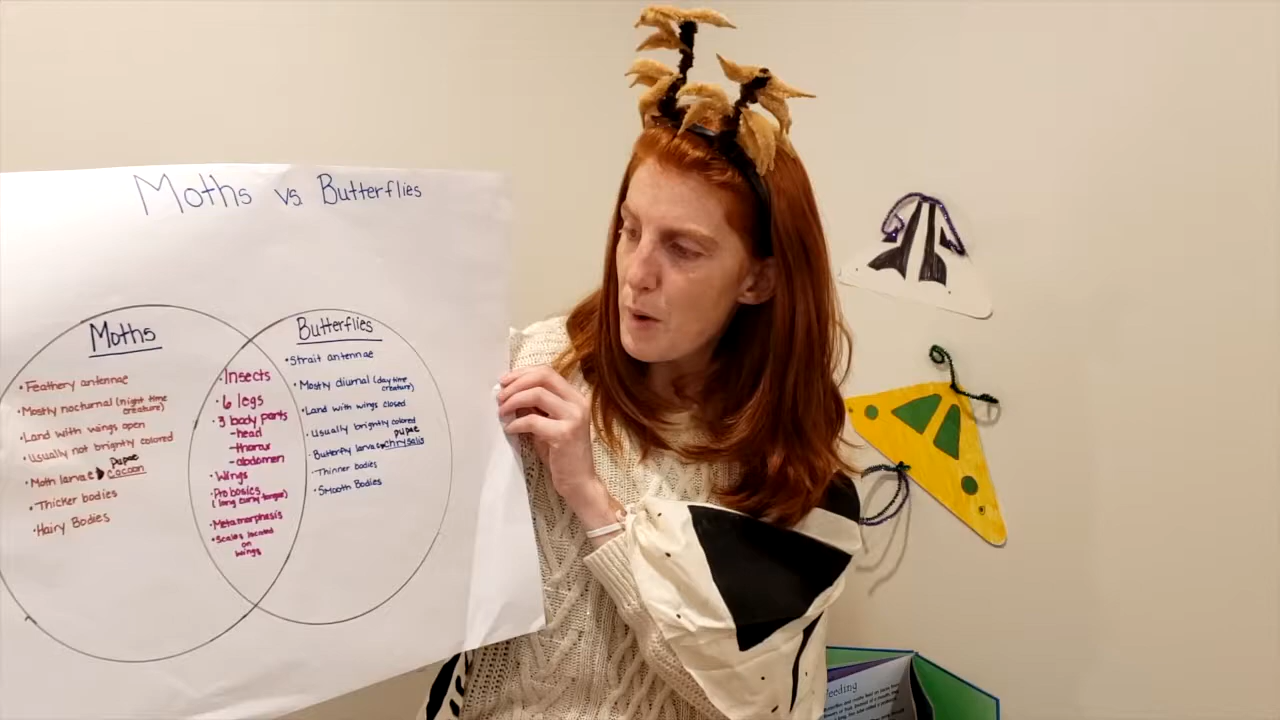 Moths vs. Butterflies
Moths
• Feathery antennae
• Mostly nocturnal (night time
creature)
• Land with wings open
• Usually not brightly colored
pupae
• Moth larvae cocoon
• Thicker bodies
• Hairy Bodies
• Insects
• 6 legs
• 3 body parts
- head
- thorax
- abdomen
• Wings
• Probosics
(long curly tongue)
• Metamorphasis
• Scales located
on
wings
Butterflies
• Strait antennae
• Mostly diurnal (day time
creature)
• Land with wings closed
• Usually brightly colored
pupae
• Butterfly larvae chrysalis
• Thinner bodies
• Smooth Bodies
eeding